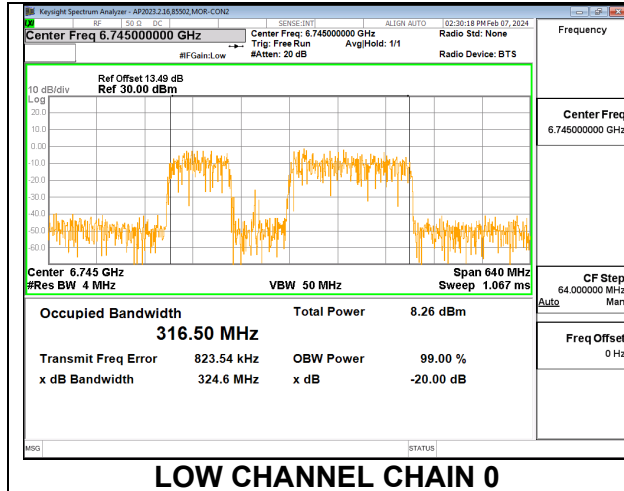 Keysight Spectrum Analyzer - AP2023.2.16,85502,MOR-CON2
RF 50 Ω DC SENSE:INT ALIGN AUTO 02:30:18 PM Feb 07, 2024
Center Freq 6.745000000 GHz Center Freq: 6.745000000 GHz Radio Std: None
Trig: Free Run Avg|Hold: 1/1
#IFGain:Low #Atten: 20 dB Radio Device: BTS
Frequency
Ref Offset 13.49 dB
10 dB/div Ref 30.00 dBm
Log
20.0
10.0
0.00
-10.0
-20.0
-30.0
-40.0
-50.0
-60.0
Center Freq
6.745000000 GHz
Center 6.745 GHz Span 640 MHz
#Res BW 4 MHz VBW 50 MHz Sweep 1.067 ms
CF Step
64.000000 MHz
Auto Man
Occupied Bandwidth Total Power 8.26 dBm
316.50 MHz
Transmit Freq Error 823.54 kHz OBW Power 99.00 %
x dB Bandwidth 324.6 MHz x dB -20.00 dB
Freq Offset
0 Hz
MSG STATUS
LOW CHANNEL CHAIN 0